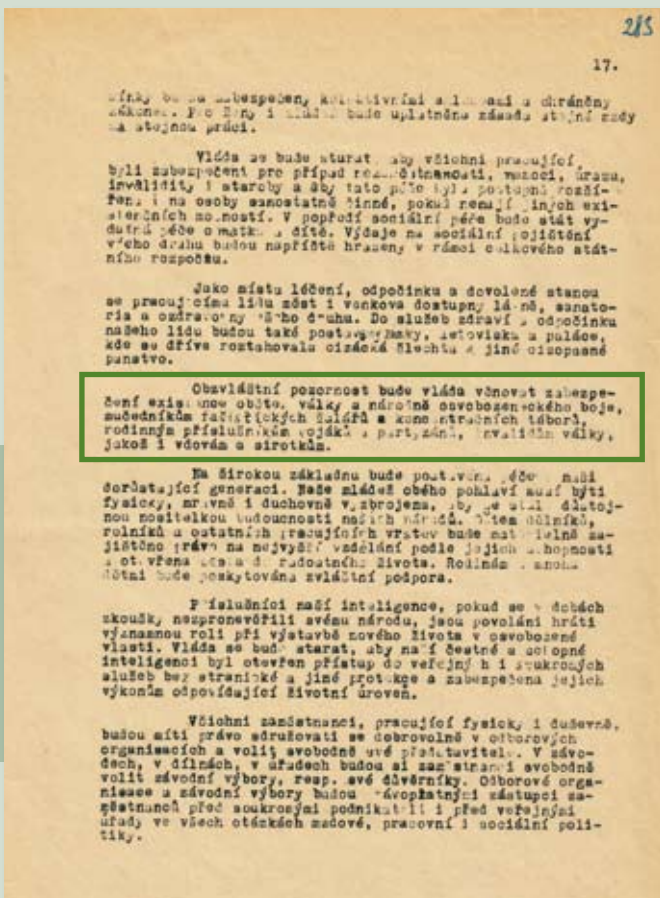 213
17.
mínky budou zabezpečeny kolektivními smlouvami a chráněny
zákonem. Pro ženy i mládež bude uplatněna zásada stejné mzdy
za stejnou práci.
Vláda se bude starat, aby všichni pracující,
byli zabezpečeni pro případ nezaměstnanosti, nemoci, úrazu,
invalidity i staroby a aby tato péče byla postupně rozší-
řena i na osoby samostatně činné, pokud nemají jiných exi-
stenčních možností. V popředí sociální péče bude stát vy-
datná péče o matku a dítě. Výdaje na sociální pojištění
všeho druhu budou napříště hrazeny v rámci celkového stát-
ního rozpočtu.
Jako místa léčení, odpočinku a dovolené stanou
se pracujícímu lidu měst i venkova dostupny lázně, sanato-
ria a ozdravovny všeho druhu. Do služeb zdraví a odpočinku
našeho lidu budou také postaveny zámky, letoviska a paláce,
kde se dříve roztahovala cizácká šlechta a jiné cizopasné
panstvo.
Obzvláštní pozornost bude vláda věnovat zabezpe-
čení existence obětí války a národně osvobozeneckého boje,
mučedníkům fašistických žalářů a koncentračních táborů,
rodinným příslušníkům vojáků a partyzánů, invalidům války,
jakož i vdovám a sirotkům.
Na širokou základnu bude postavena péče o naši
dorůstající generaci. Naše mládež obého pohlaví musí býti
fysicky, mravně i duchovně vyzbrojena, aby se stala důstoj-
nou nositelkou budoucnosti našich národů. Dětem dělníků,
rolníků a ostatních pracujících vrstev bude materielně za-
jištěno právo na nejvyšší vzdělání podle jejich schopností
a otevřena cesta do radostného života. Rodinám s mnoha
dětmi bude poskytována zvláštní podpora.
Příslušníci naší inteligence, pokud se v dobách
zkoušky nezpronevěřili svému národu, jsou povoláni hráti
významnou roli při výstavbě nového života v osvobozené
vlasti. Vláda se bude starat, aby naší čestné a schopné
inteligenci byl otevřen přístup do veřejných i soukromých
služeb bez stranické a jiné protekce a zabezpečena jejich
výkonům odpovídající životní úroveň.
Všichni zaměstnanci, pracující fysicky i duševně,
budou míti právo sdružovati se dobrovolně v odborových
organisacích a volit svobodně své představitele. V závo-
dech, v dílnách, v úřadech budou si zaměstnanci svobodně
volit závodní výbory, resp. své důvěrníky. Odborové orga-
nisace a závodní výbory budou právoplatnými zástupci za-
městnanců před soukromými podnikateli i před veřejnými
úřady ve všech otázkách mzdové, pracovní i sociální poli-
tiky.